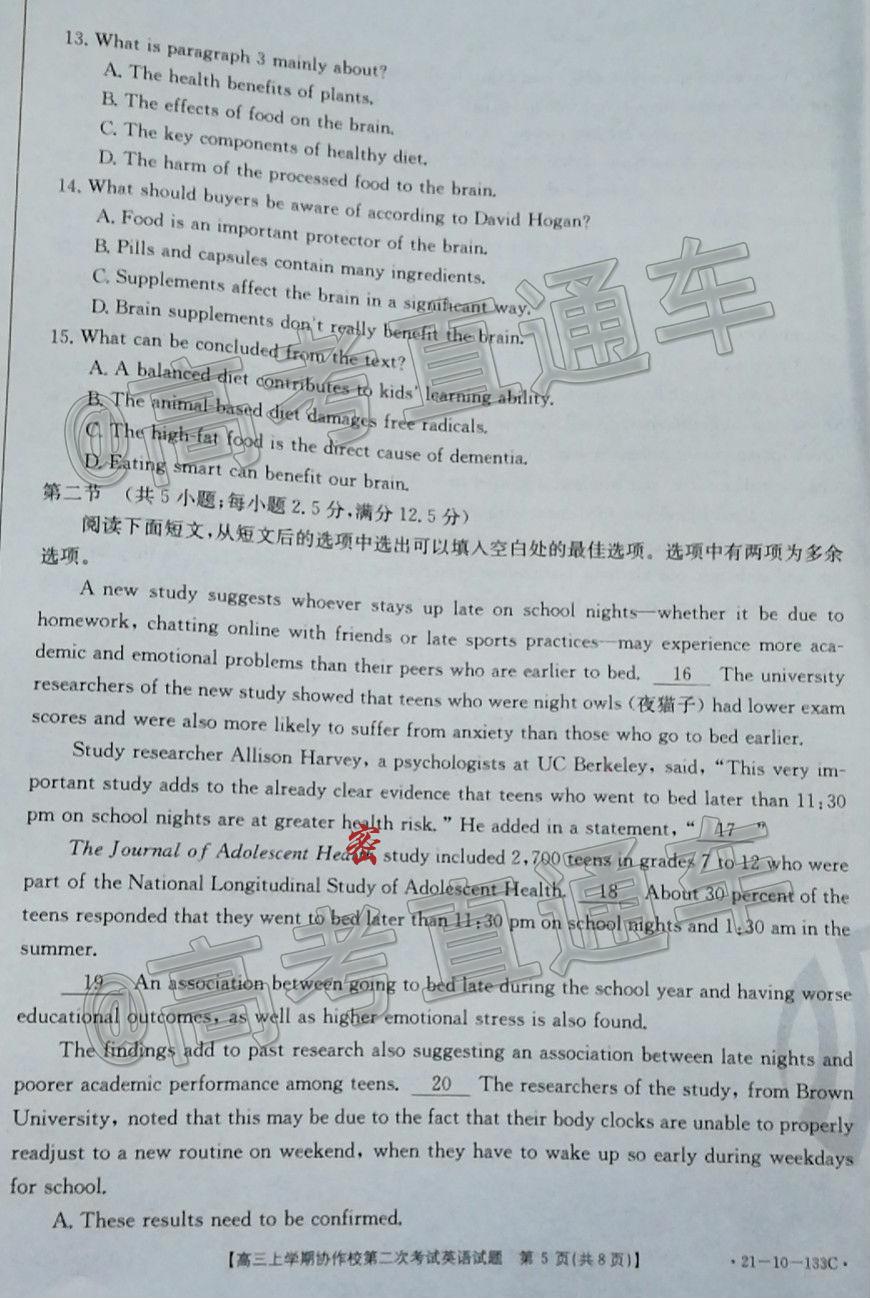 13. What is paragraph 3 mainly about?
A. The health benefits of plants.
B. The effects of food on the brain.
C. The key components of healthy diet.
D. The harm of the processed food to the brain.
14. What should buyers be aware of according to David Hogan?
A. Food is an important protector of the brain.
B. Pills and capsules contain many ingredients.
C. Supplements affect the brain in a significant way.
D. Brain supplements don't really benefit the brain.
15. What can be concluded from the text?
A. A balanced diet contributes to kids' learning ability.
B. The animal based diet damages free radicals.
C. The high-fat food is the direct cause of dementia.
D. Eating smart can benefit our brain.
@高考直通车
第二节 (共5小题;每小题2.5分,满分12.5分)
阅读下面短文,从短文后的选项中选出可以填入空白处的最佳选项。选项中有两项为多余
选项。
A new study suggests whoever stays up late on school nights—whether it be due to
homework, chatting online with friends or late sports practices—may experience more aca-
demic and emotional problems than their peers who are earlier to bed. 16 The university
researchers of the new study showed that teens who were night owls (夜猫子) had lower exam
scores and were also more likely to suffer from anxiety than those who go to bed earlier.
Study researcher Allison Harvey, a psychologists at UC Berkeley, said, "This very im-
portant study adds to the already clear evidence that teens who went to bed later than 11:30
pm on school nights are at greater health risk." He added in a statement, " 17 "
The Journal of Adolescent Health study included 2,700 teens in grades 7 to 12 who were
part of the National Longitudinal Study of Adolescent Health. 18 About 30 percent of the
teens responded that they went to bed later than 11:30 pm on school nights and 1:30 am in the
summer.
密
@高考直通车
19 An association between going to bed late during the school year and having worse
educational outcomes, as well as higher emotional stress is also found.
The findings add to past research also suggesting an association between late nights and
poorer academic performance among teens. 20 The researchers of the study, from Brown
University, noted that this may be due to the fact that their body clocks are unable to properly
readjust to a new routine on weekend, when they have to wake up so early during weekdays
for school.
A. These results need to be confirmed.
【高三上学期协作校第二次考试英语试题 第5页(共8页)】
·21-10-133C·